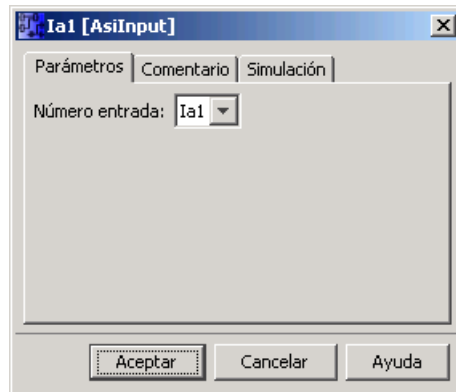 Ia1 [AsiInput]
Parámetros Comentario Simulación
Número entrada: Ia1
Aceptar Cancelar Ayuda